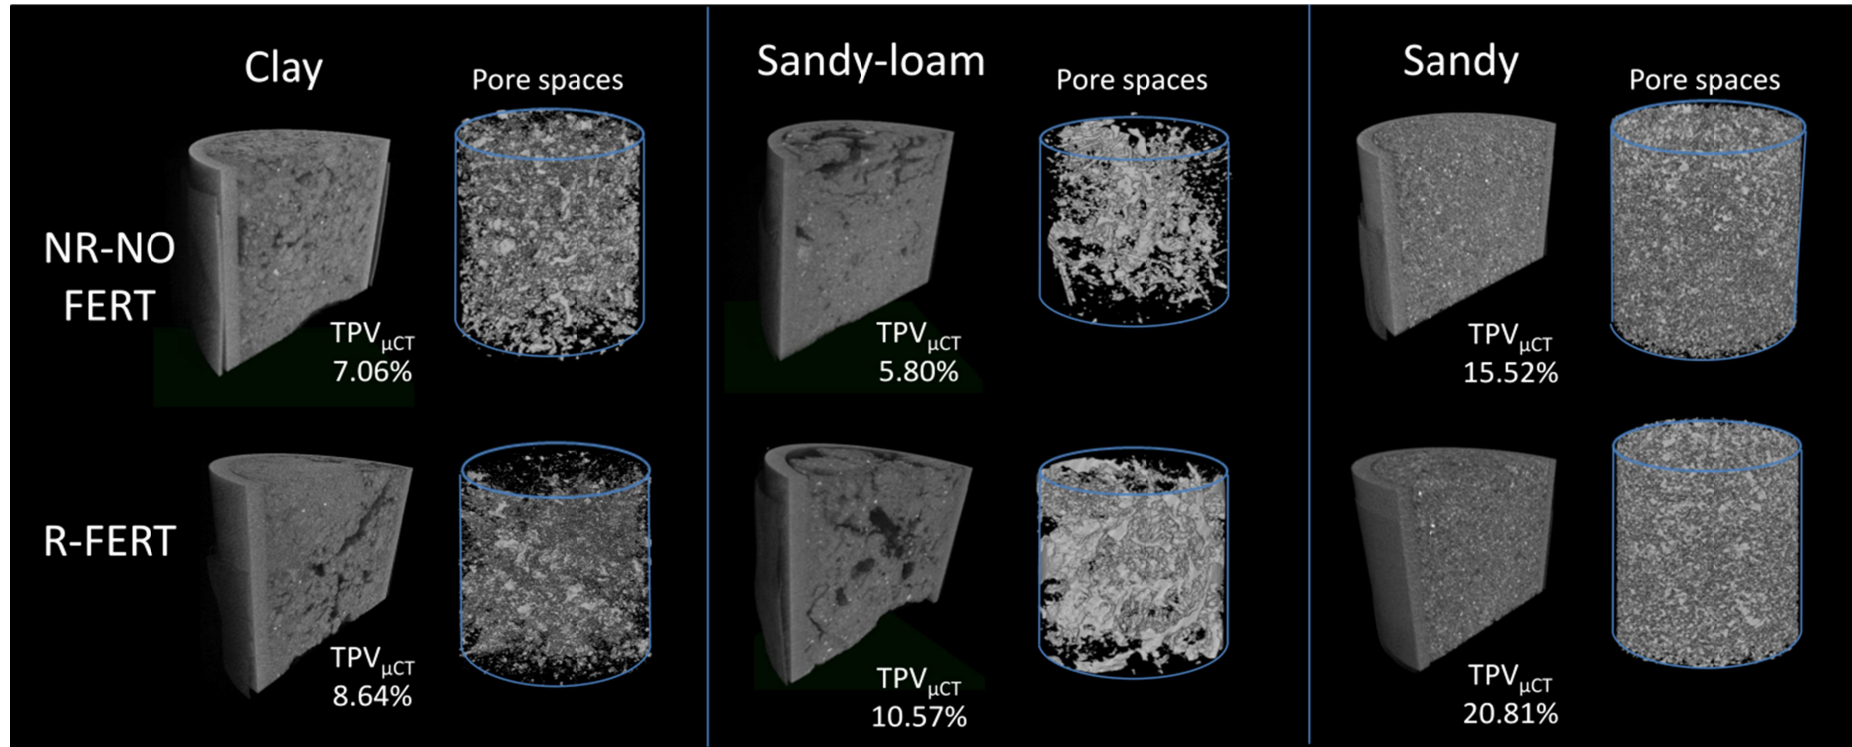 Clay
Pore spaces
Sandy-loam
Pore spaces
Sandy
Pore spaces
NR-NO
FERT
TPVμCT
7.06%
TPVμCT
5.80%
TPVμCT
15.52%
R-FERT
TPVμCT
8.64%
TPVμCT
10.57%
TPVμCT
20.81%